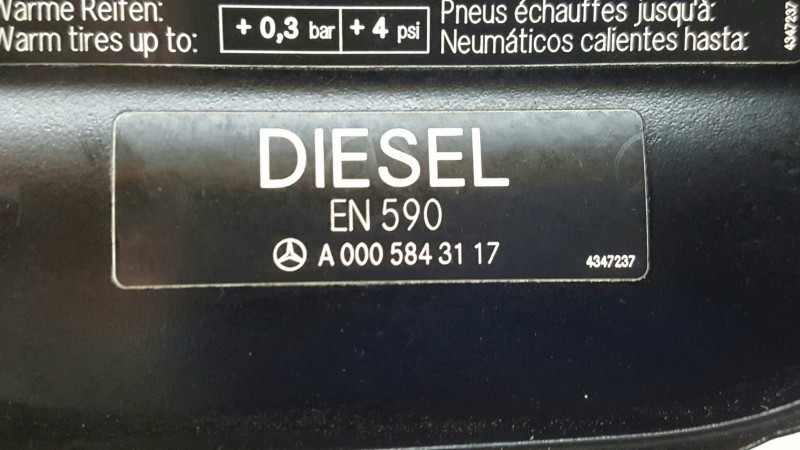 Warme Reifen:
Warm tires up to:
+ 0,3 bar + 4 psi
Pneus échauffes jusqu'à:
Neumáticos calientes hasta:
4347237
DIESEL
EN 590
A 000 584 31 17
4347237